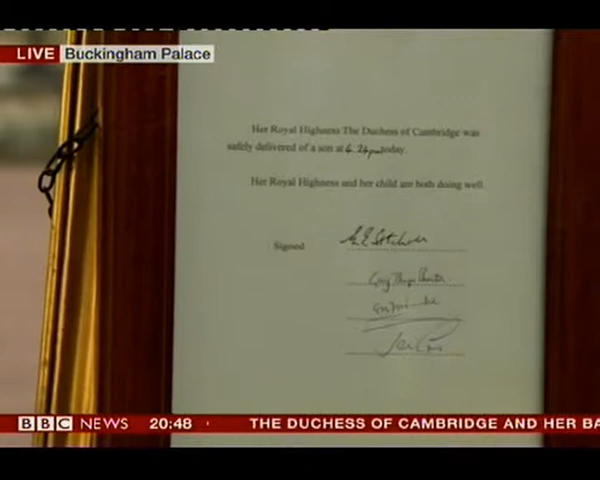 LIVE Buckingham Palace
Her Royal Highness The Duchess of Cambridge was
safely delivered of a son at 4.24pm today.
Her Royal Highness and her child are both doing well.
Signed
BBC NEWS 20:48 THE DUCHESS OF CAMBRIDGE AND HER BA